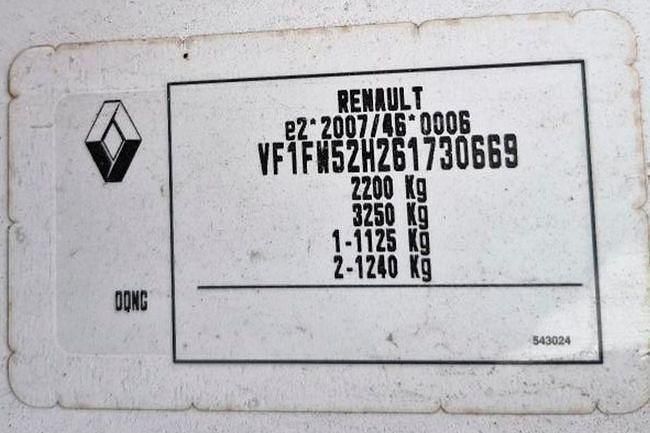 RENAULT
e2*2007/46*0006
VF1FW52H261730669
2200 Kg
3250 Kg
1-1125 Kg
2-1240 Kg
DQNG
543024